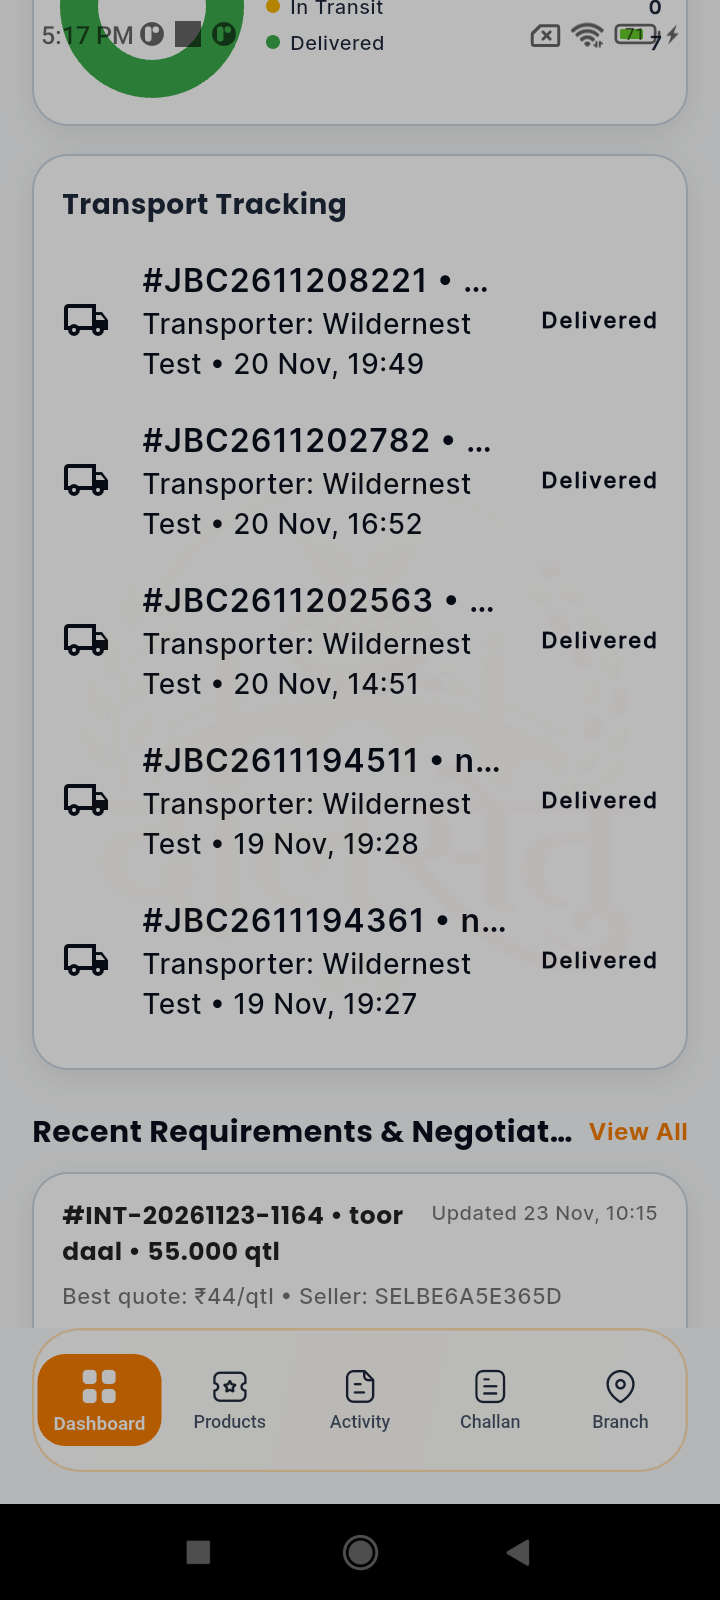 In Transit 0
5:17 PM 71
Delivered 7
Transport Tracking
#JBC2611208221 • ...
Transporter: Wildernest
Test • 20 Nov, 19:49
Delivered
#JBC2611202782 • ...
Transporter: Wildernest
Test • 20 Nov, 16:52
Delivered
#JBC2611202563 • ...
Transporter: Wildernest
Test • 20 Nov, 14:51
Delivered
#JBC2611194511 • n...
Transporter: Wildernest
Test • 19 Nov, 19:28
Delivered
#JBC2611194361 • n...
Transporter: Wildernest
Test • 19 Nov, 19:27
Delivered
Recent Requirements & Negotiat... View All
#INT-20261123-1164 • toor Updated 23 Nov, 10:15
daal • 55.000 qtl
Best quote: ₹44/qtl • Seller: SELBE6A5E365D
Dashboard Products Activity Challan Branch